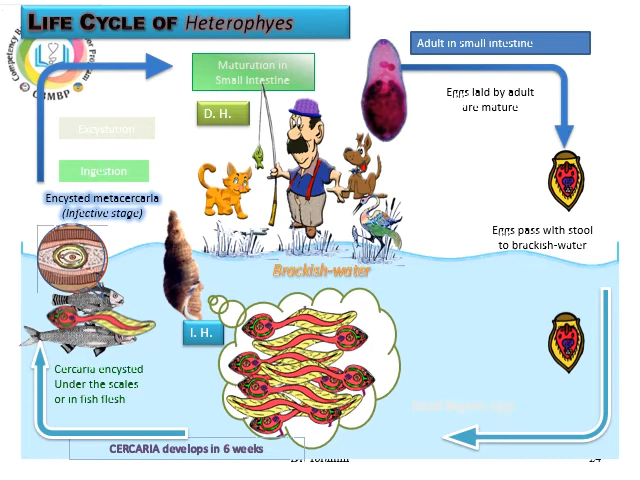 LIFE CYCLE OF Heterophyes
CBMBP
Maturation in
Small Intestine
Adult in small intestine
Eggs laid by adult
are mature
D. H.
Excystation
Ingestion
Encysted metacercaria
(Infective stage)
Eggs pass with stool
to brackish-water
Brackish-water
I. H.
Cercaria encysted
Under the scales
or in fish flesh
CERCARIA develops in 6 weeks
24